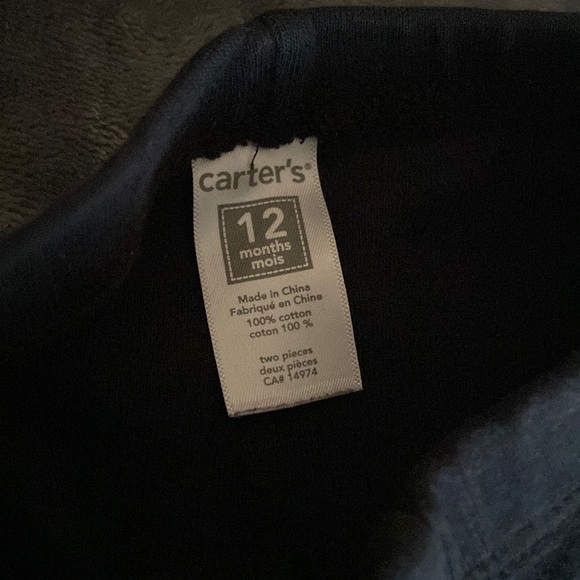 carter's®
12
months
mois
Made in China
Fabriqué en Chine
100% cotton
coton 100 %
two pieces
deux pièces
CA# 14974